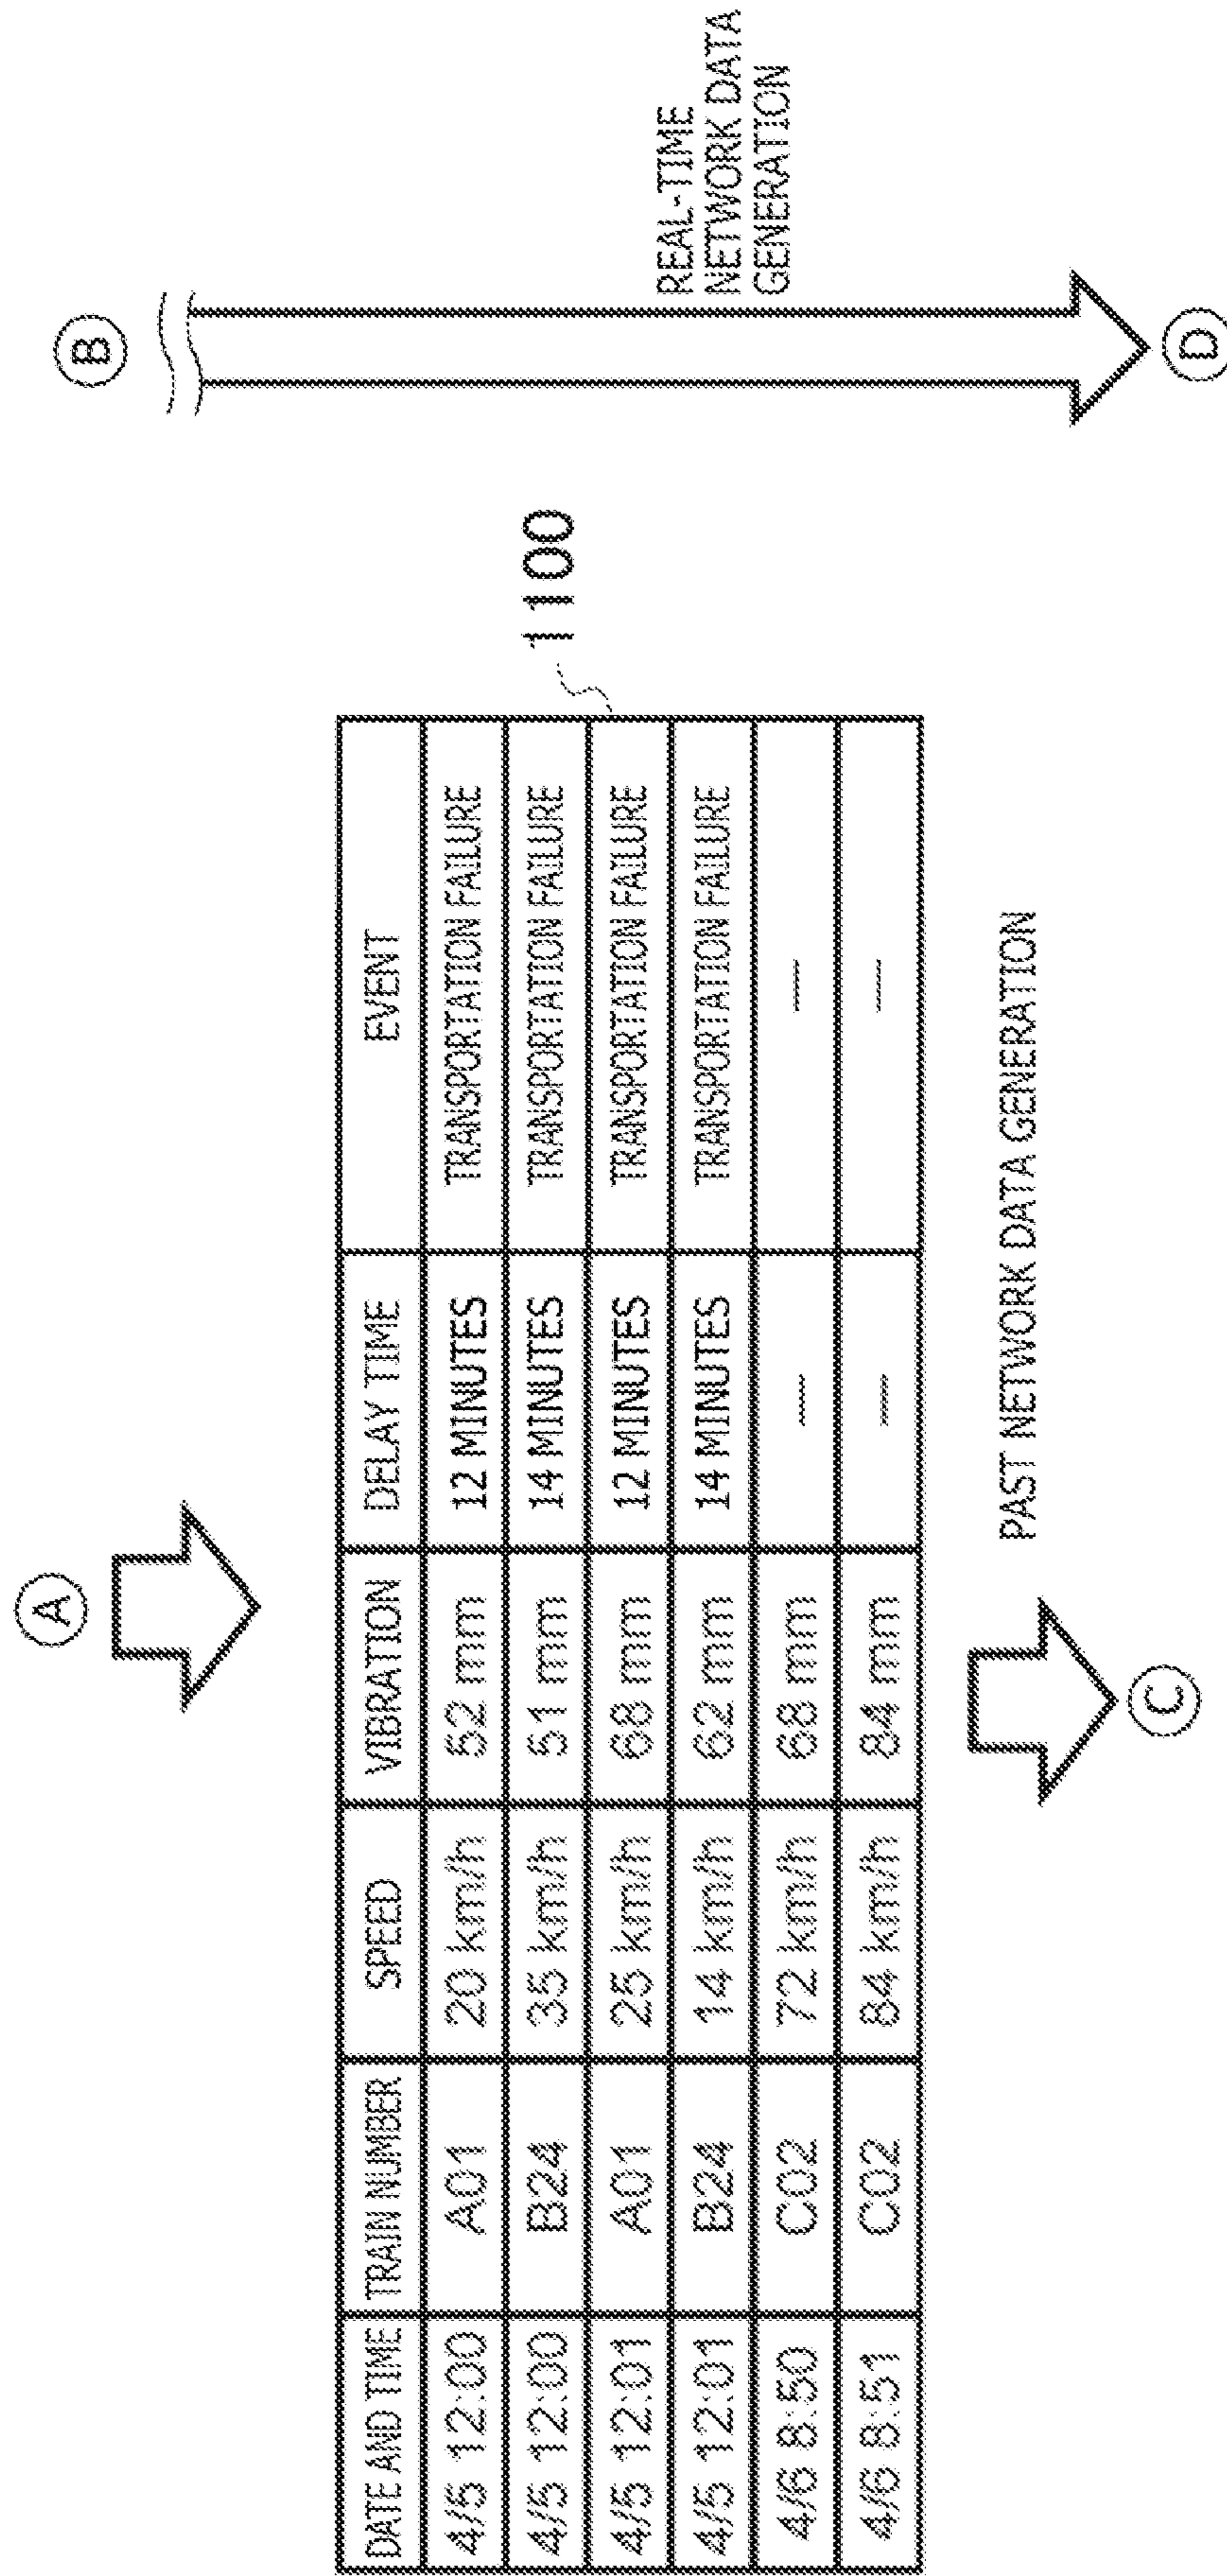 A
B
1100
DATE AND TIME TRAIN NUMBER SPEED VIBRATION DELAY TIME EVENT
4/5 12:00 A01 20 km/h 52 mm 12 MINUTES TRANSPORTATION FAILURE
4/5 12:00 B24 35 km/h 51 mm 14 MINUTES TRANSPORTATION FAILURE
4/5 12:01 A01 25 km/h 68 mm 12 MINUTES TRANSPORTATION FAILURE
4/5 12:01 B24 14 km/h 62 mm 14 MINUTES TRANSPORTATION FAILURE
4/6 8:50 C02 72 km/h 68 mm — —
4/6 8:51 C02 84 km/h 84 mm — —
REAL-TIME
NETWORK DATA
GENERATION
PAST NETWORK DATA GENERATION
C
D